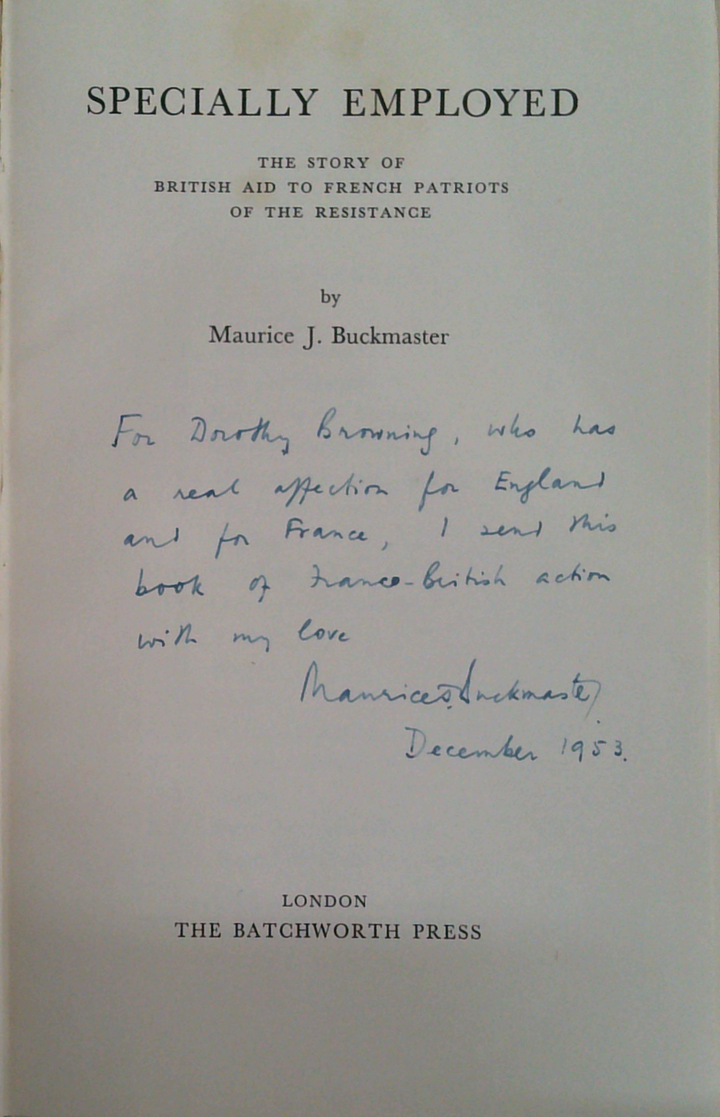 SPECIALLY EMPLOYED
THE STORY OF
BRITISH AID TO FRENCH PATRIOTS
OF THE RESISTANCE
by
Maurice J. Buckmaster
For Dorothy Browning, who has
a real affection for England
and for France, I send this
book of Franco-British action
with my love
Maurice J. Buckmaster
December 1953.
LONDON
THE BATCHWORTH PRESS